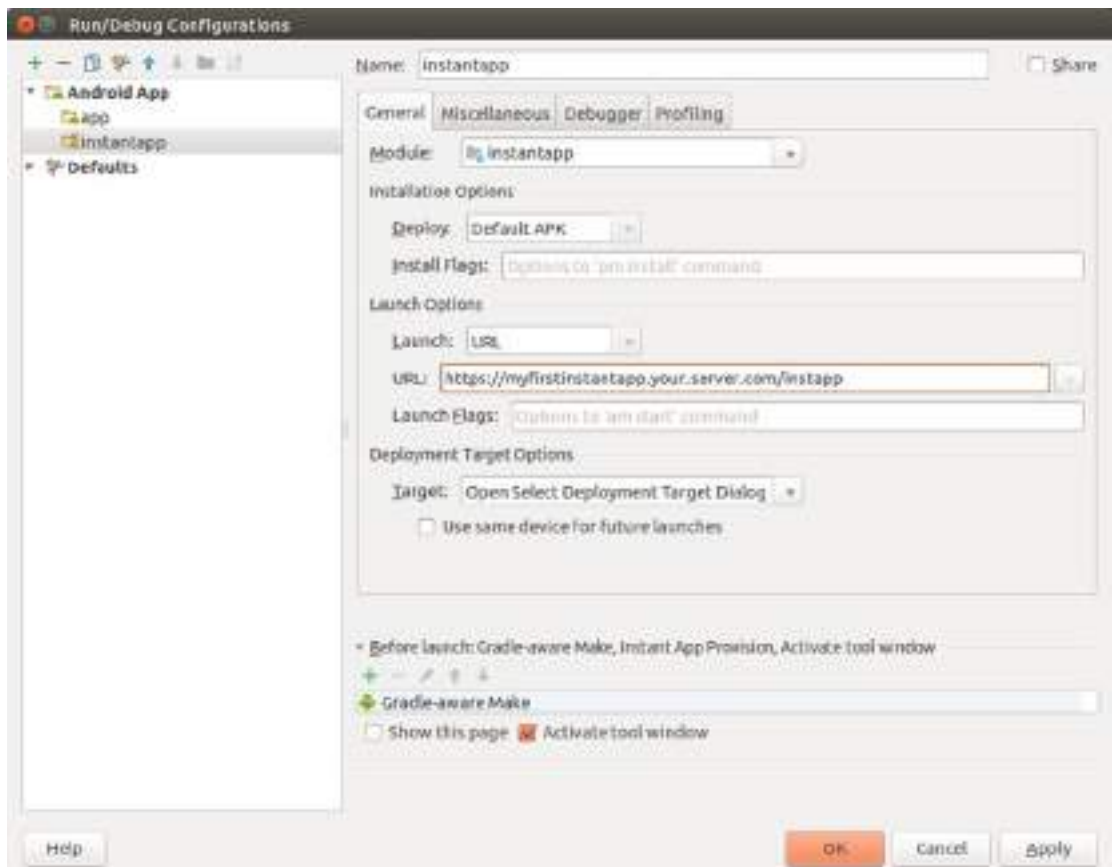 Run/Debug Configurations
Name: instantapp
Share
Android App
app
instantapp
Defaults
General Miscellaneous Debugger Profiling
Module: instantapp
Installation Options
Deploy: Default APK
Install Flags: Options to 'pm install' command
Launch Options
Launch: URL
URL: https://myfirstinstantapp.your.server.com/instapp
Launch Flags: Options to 'am start' command
Deployment Target Options
Target: Open Select Deployment Target Dialog
Use same device for future launches
Before launch: Gradle-aware Make, Instant App Provision, Activate tool window
Gradle-aware Make
Show this page Activate tool window
Help
OK
Cancel
Apply